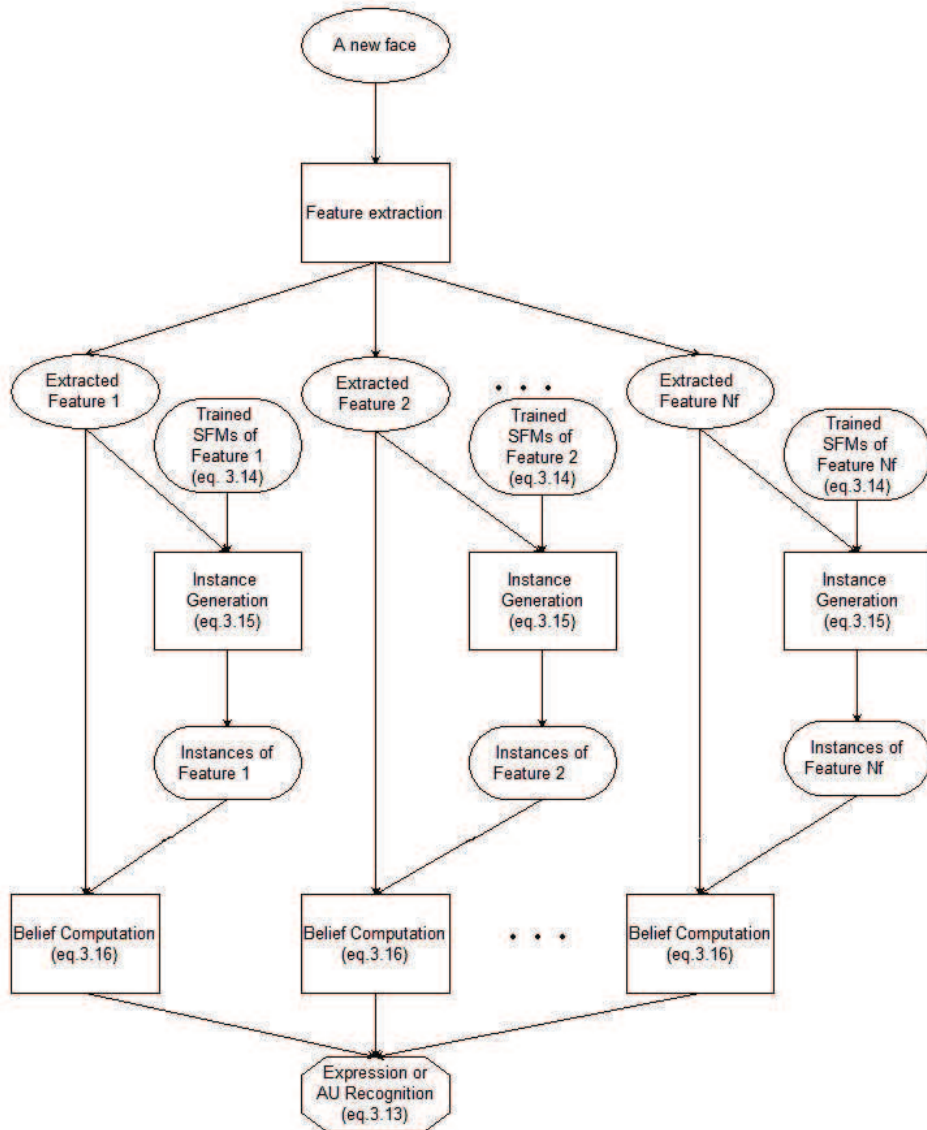 A new face
Feature extraction
Extracted
Feature 1
Extracted
Feature 2
Extracted
Feature Nf
Trained
SFMs of
Feature 1
(eq. 3.14)
Trained
SFMs of
Feature 2
(eq.3.14)
Trained
SFMs of
Feature Nf
(eq.3.14)
Instance
Generation
(eq.3.15)
Instance
Generation
(eq.3.15)
Instance
Generation
(eq.3.15)
Instances of
Feature 1
Instances of
Feature 2
Instances of
Feature Nf
Belief Computation
(eq.3.16)
Belief Computation
(eq.3.16)
Belief Computation
(eq.3.16)
Expression or
AU Recognition
(eq.3.13)